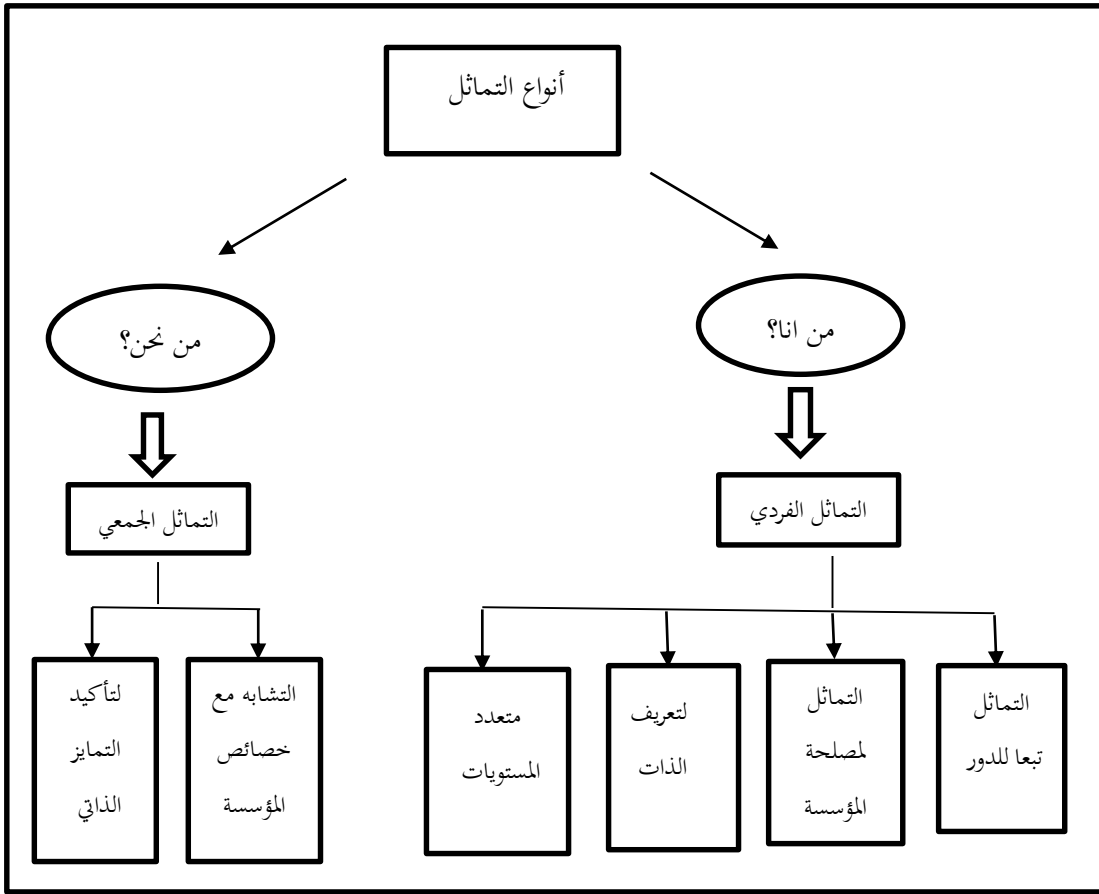 أنواع التماثل
من انا؟
من نحن؟
التماثل الفردي
التماثل الجمعي
التماثل
تبعا للدور
التماثل
لمصلحة
المؤسسة
لتعريف
الذات
متعدد
المستويات
التشابه مع
خصائص
المؤسسة
لتأكيد
التمايز
الذاتي